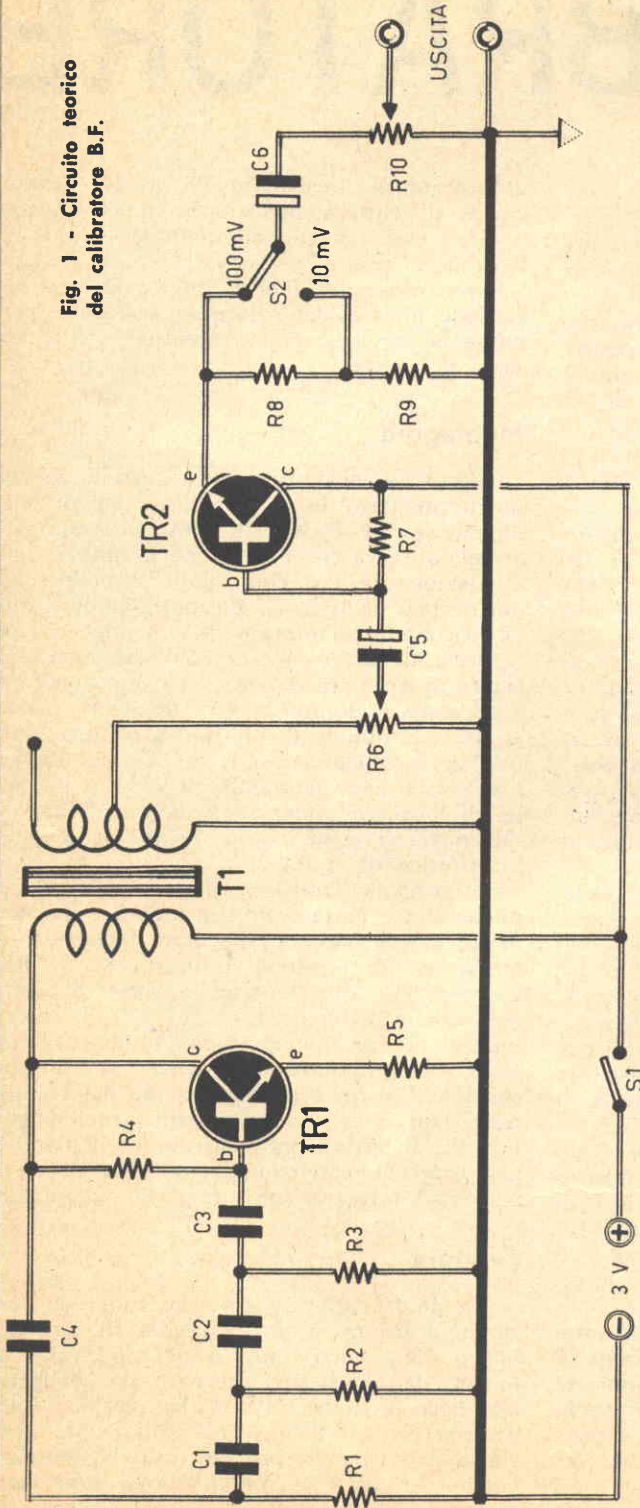 Fig. 1 - Circuito teorico
del calibratore B.F.
C4
R4
C1
C2
C3
R1
R2
R3
b
c
e
TR1
R5
T1
R6
C5
R7
TR2
b
e
c
R8
R9
100mV
S2
10 mV
C6
R10
USCITA
− 3 V +
S1